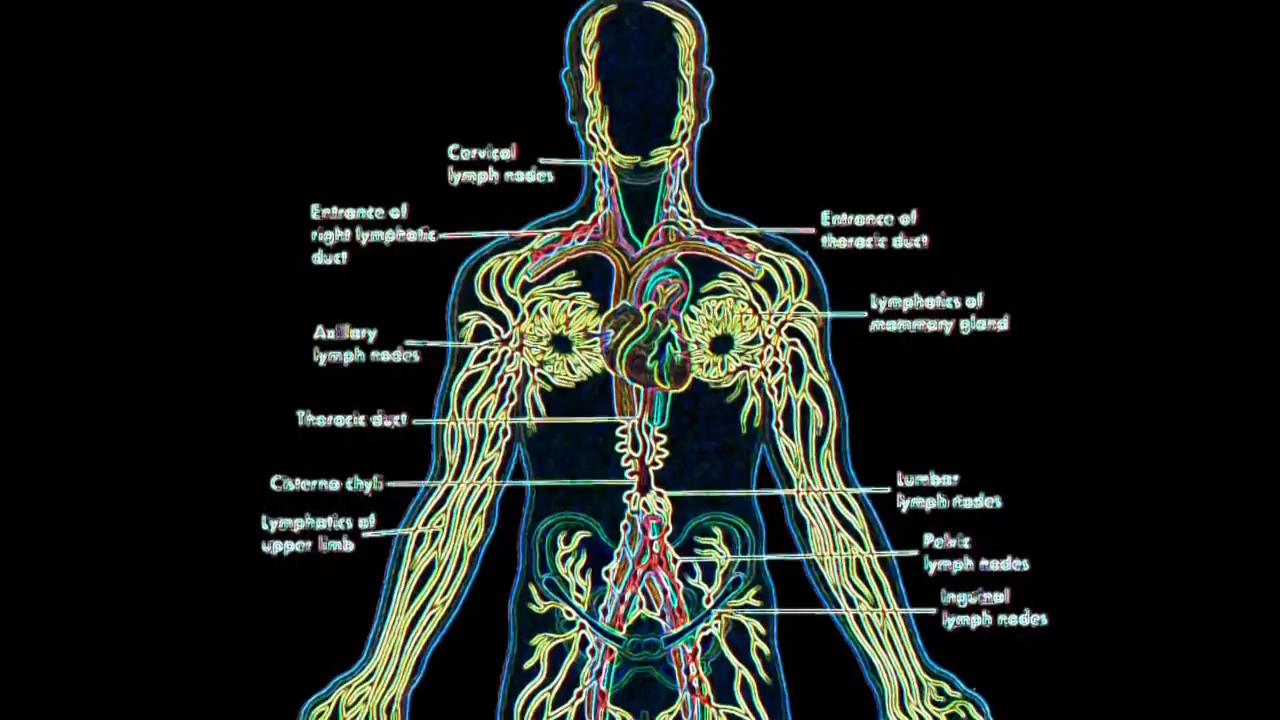 Cervical
lymph nodes
Entrance of
right lymphatic
duct
Entrance of
thoracic duct
Lymphatics of
mammary gland
Axillary
lymph nodes
Thoracic duct
Cisterna chyli
Lymphatics of
upper limb
Lumbar
lymph nodes
Pelvic
lymph nodes
Inguinal
lymph nodes